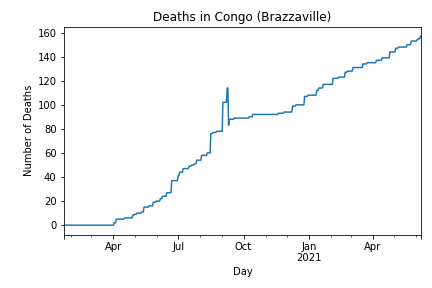 Deaths in Congo (Brazzaville)
160
140
120
100
80
60
40
20
0
Number of Deaths
Apr
Jul
Oct
Jan
2021
Apr
Day